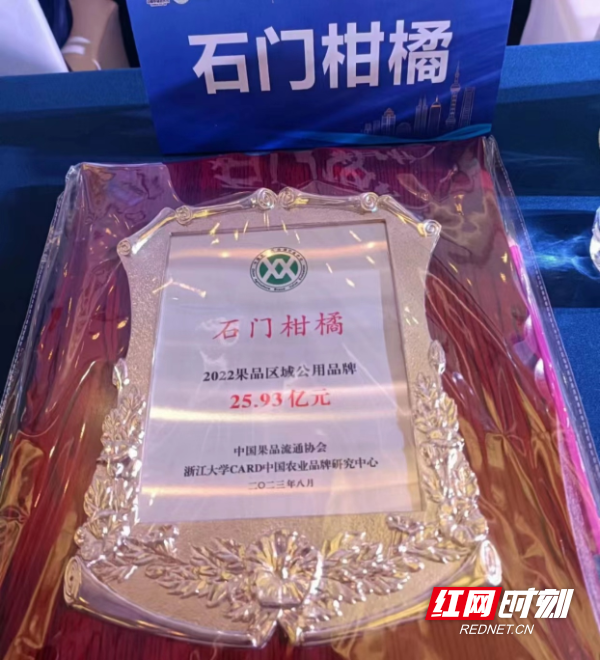 石门柑橘
石门柑橘
2022果品区域公用品牌
25.93 亿元
中国果品流通协会
浙江大学CARD中国农业品牌研究中心
二〇二三年八月
红网时刻
REDNET.CN